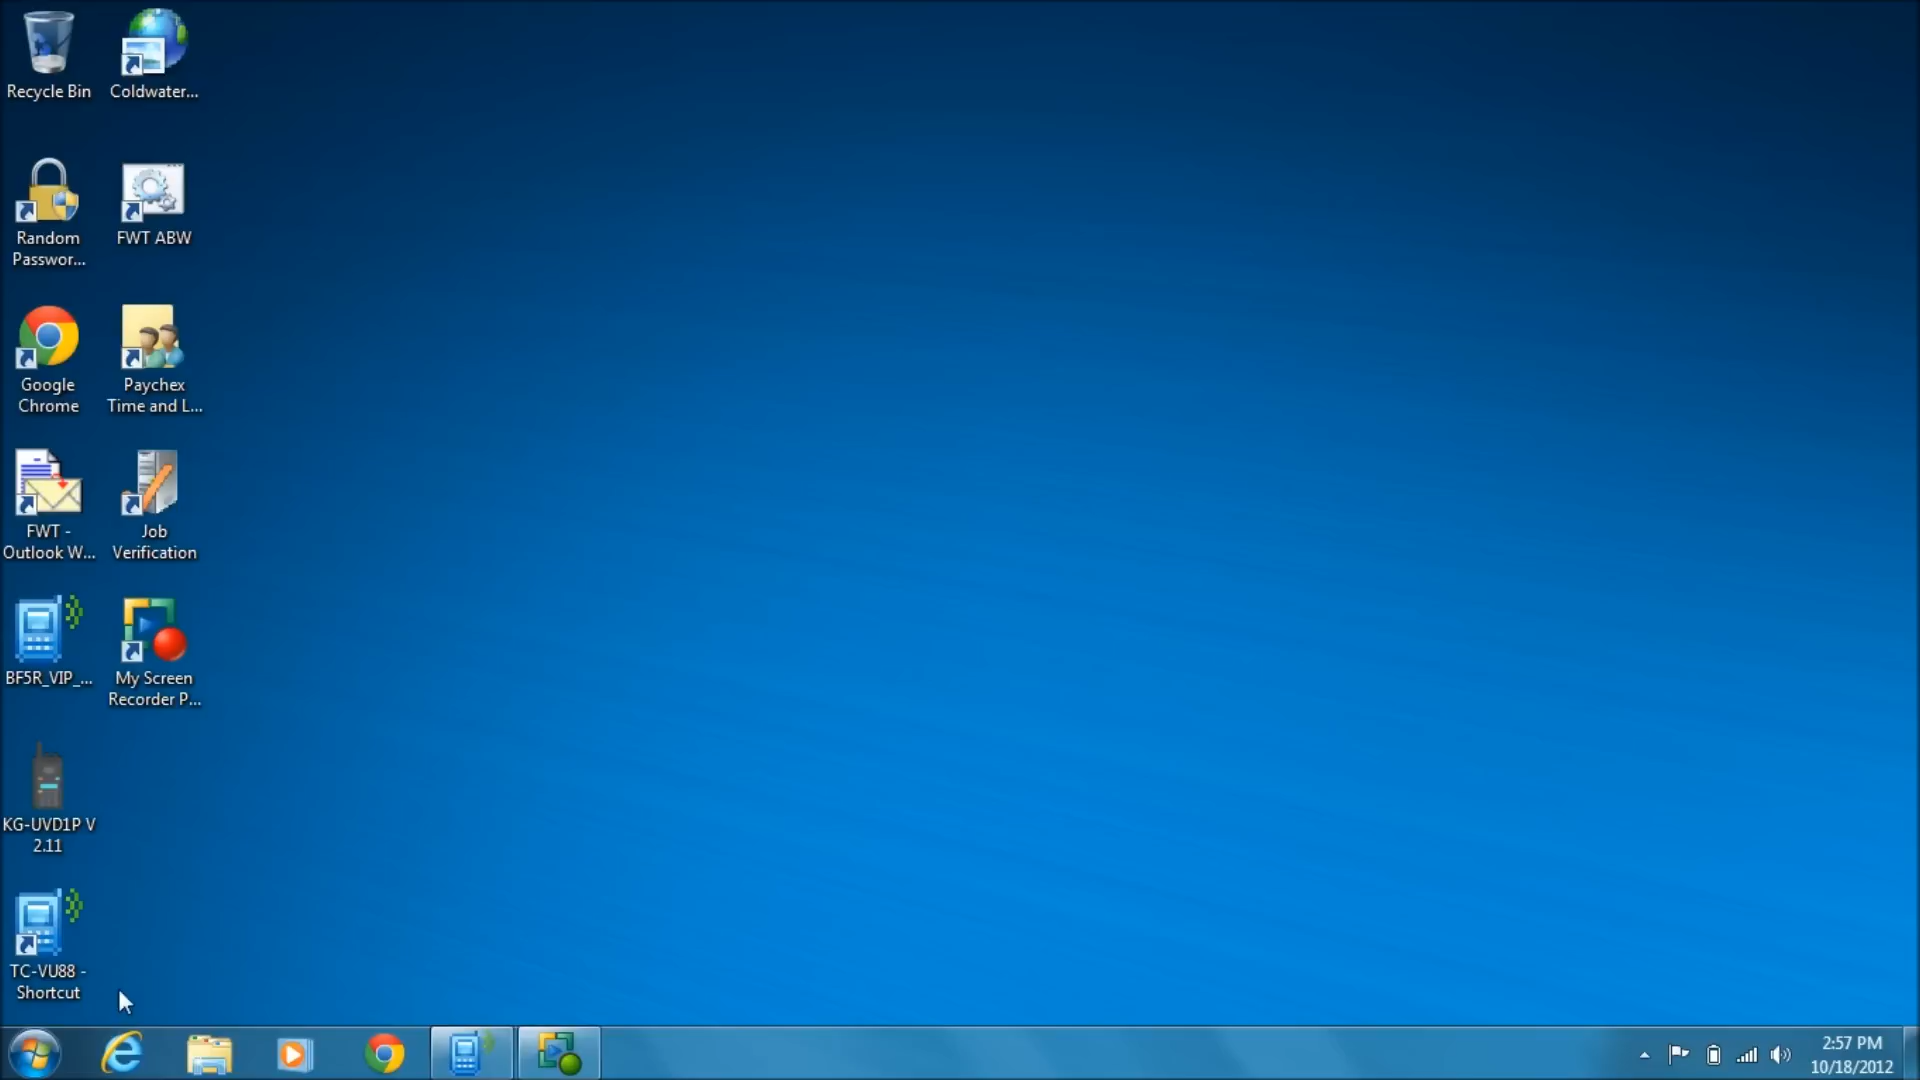 Recycle Bin
Coldwater...
Random
Passwor...
FWT ABW
Google
Chrome
Paychex
Time and L...
FWT -
Outlook W...
Job
Verification
BF5R_VIP_...
My Screen
Recorder P...
KG-UVD1P V
2.11
TC-VU88 -
Shortcut
2:57 PM
10/18/2012